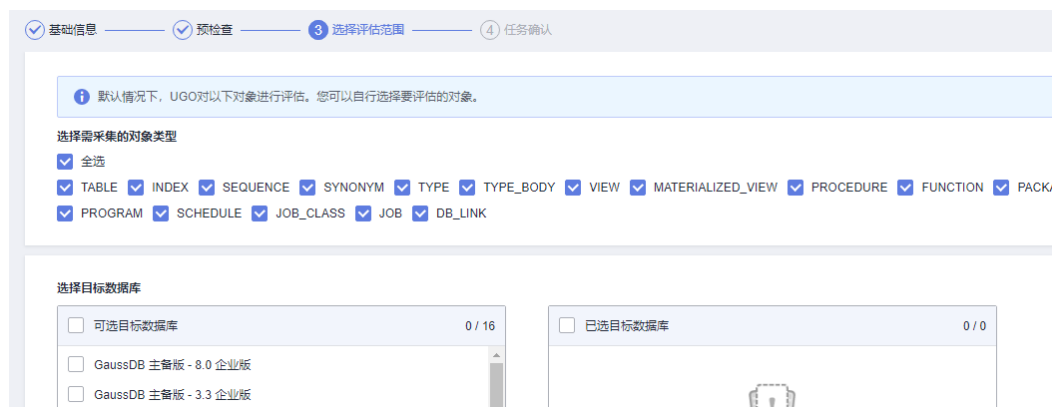 基础信息 预检查 3 选择评估范围 4 任务确认
默认情况下，UGO对以下对象进行评估。您可以自行选择要评估的对象。
选择需采集的对象类型
全选
TABLE INDEX SEQUENCE SYNONYM TYPE TYPE_BODY VIEW MATERIALIZED_VIEW PROCEDURE FUNCTION PACKA
PROGRAM SCHEDULE JOB_CLASS JOB DB_LINK
选择目标数据库
可选目标数据库 0 / 16 已选目标数据库 0 / 0
GaussDB 主备版 - 8.0 企业版
GaussDB 主备版 - 3.3 企业版